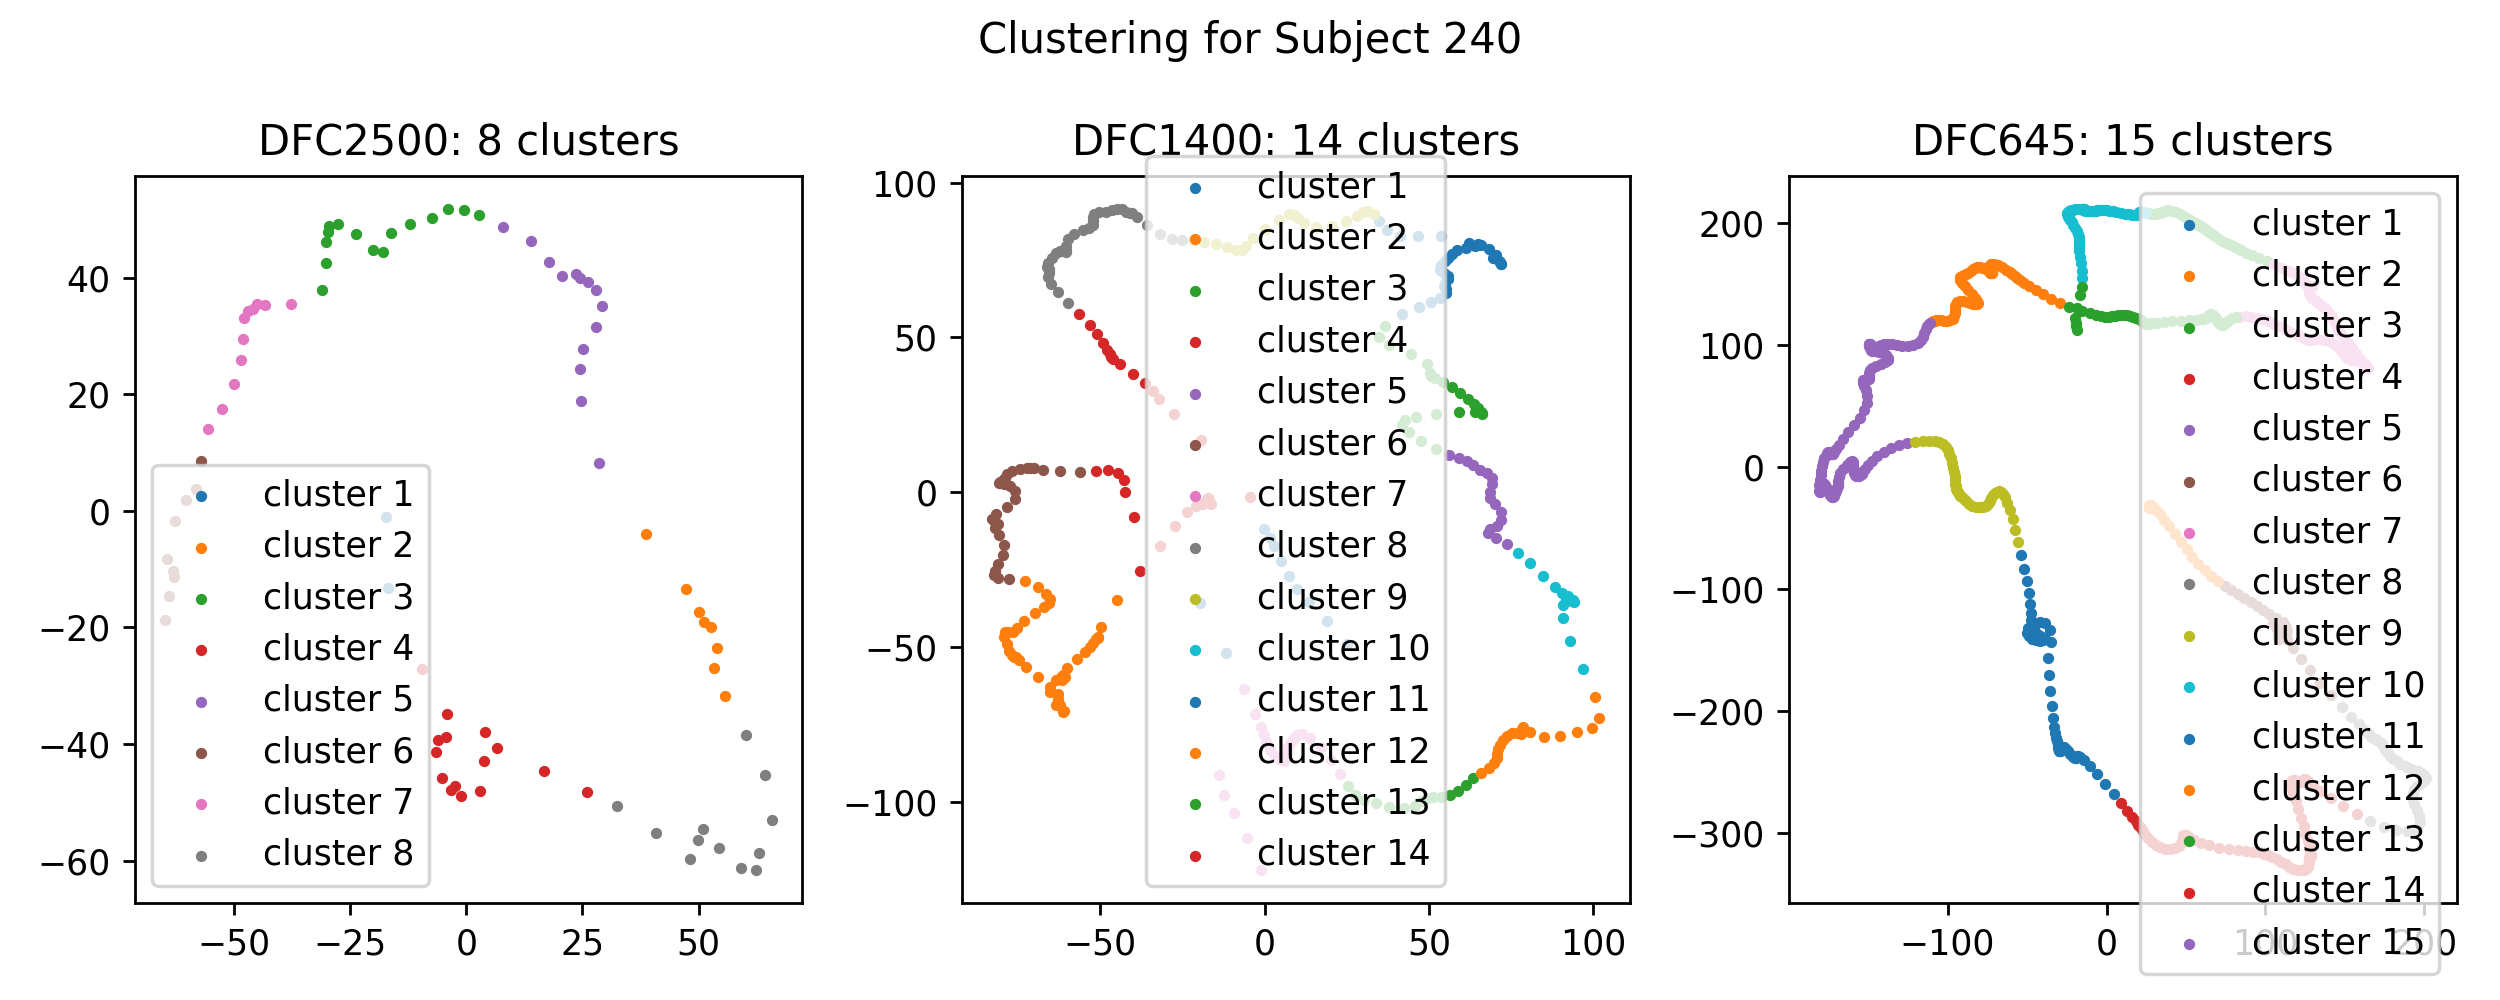 Clustering for Subject 240
DFC2500: 8 clusters
40
20
0
−20
−40
−60
−50
−25
0
25
50
cluster 1
cluster 2
cluster 3
cluster 4
cluster 5
cluster 6
cluster 7
cluster 8
DFC1400: 14 clusters
100
50
0
−50
−100
−50
0
50
100
cluster 1
cluster 2
cluster 3
cluster 4
cluster 5
cluster 6
cluster 7
cluster 8
cluster 9
cluster 10
cluster 11
cluster 12
cluster 13
cluster 14
DFC645: 15 clusters
200
100
0
−100
−200
−300
−100
0
100
200
cluster 1
cluster 2
cluster 3
cluster 4
cluster 5
cluster 6
cluster 7
cluster 8
cluster 9
cluster 10
cluster 11
cluster 12
cluster 13
cluster 14
cluster 15